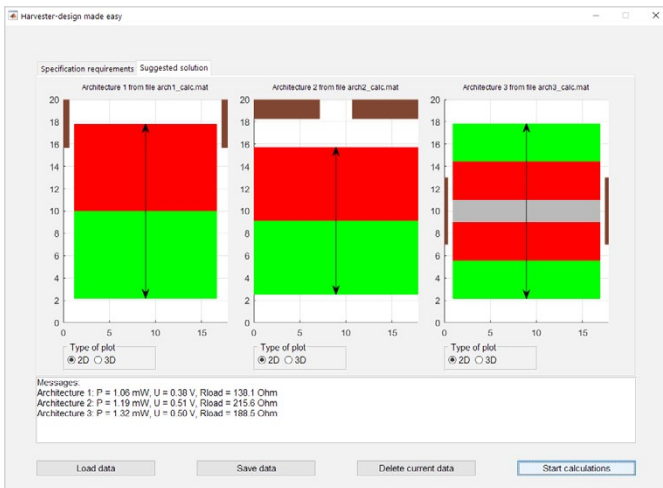 Harvester-design made easy
Specification requirements Suggested solution
Architecture 1 from file arch1_calc.mat
Architecture 2 from file arch2_calc.mat
Architecture 3 from file arch3_calc.mat
20
18
16
14
12
10
8
6
4
2
0
0 5 10 15
20
18
16
14
12
10
8
6
4
2
0
0 5 10 15
20
18
16
14
12
10
8
6
4
2
0
0 5 10 15
Type of plot
2D 3D
Type of plot
2D 3D
Type of plot
2D 3D
Messages:
Architecture 1: P = 1.06 mW, U = 0.38 V, Rload = 138.1 Ohm
Architecture 2: P = 1.19 mW, U = 0.51 V, Rload = 215.6 Ohm
Architecture 3: P = 1.32 mW, U = 0.50 V, Rload = 188.5 Ohm
Load data
Save data
Delete current data
Start calculations